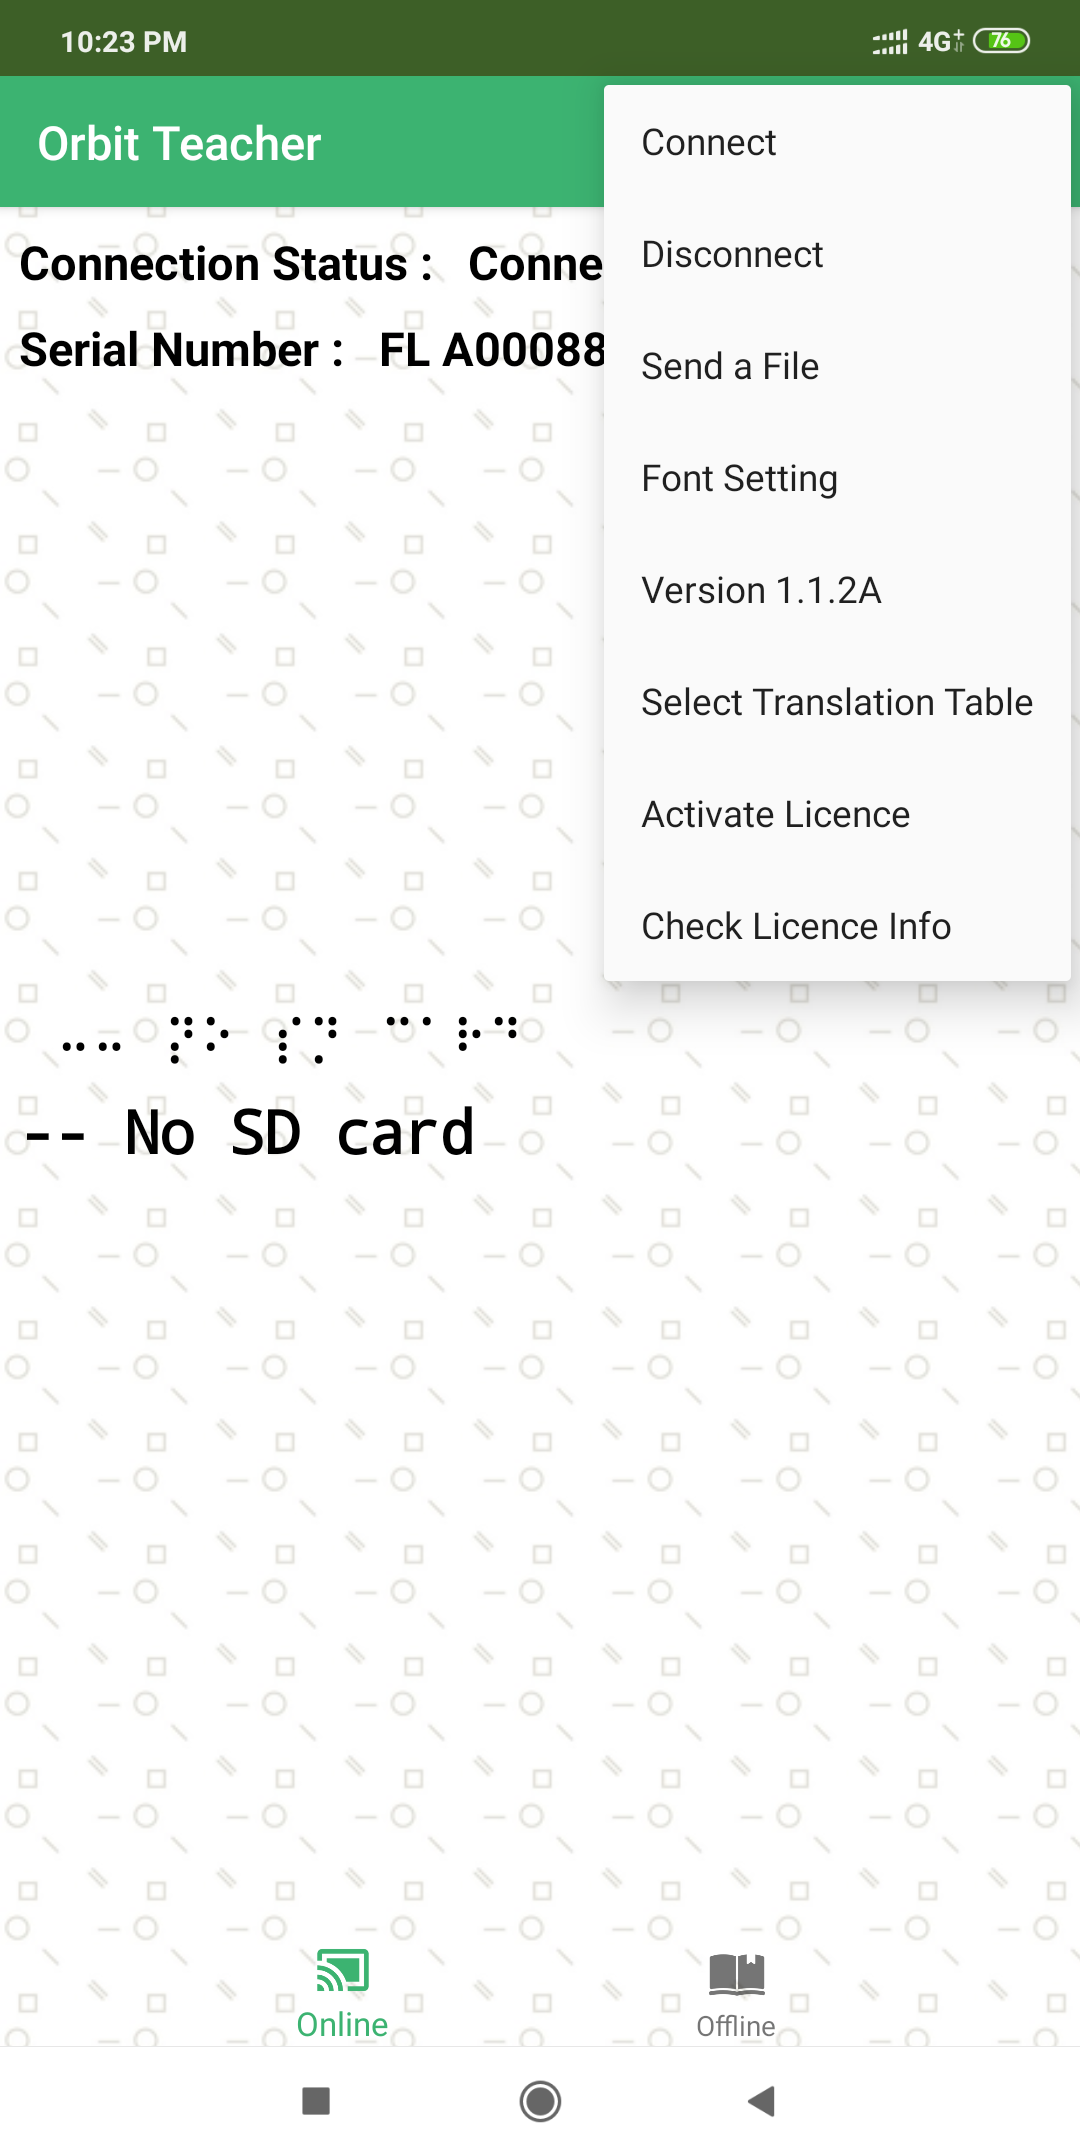 10:23 PM 4G+ 76
Orbit Teacher
Connection Status : Conne
Serial Number : FL A00088
Connect
Disconnect
Send a File
Font Setting
Version 1.1.2A
Select Translation Table
Activate Licence
Check Licence Info
⠤⠤ ⡝⠕ ⡎⡙ ⠉⠁⠗⠙
-- No SD card
Online
Offline